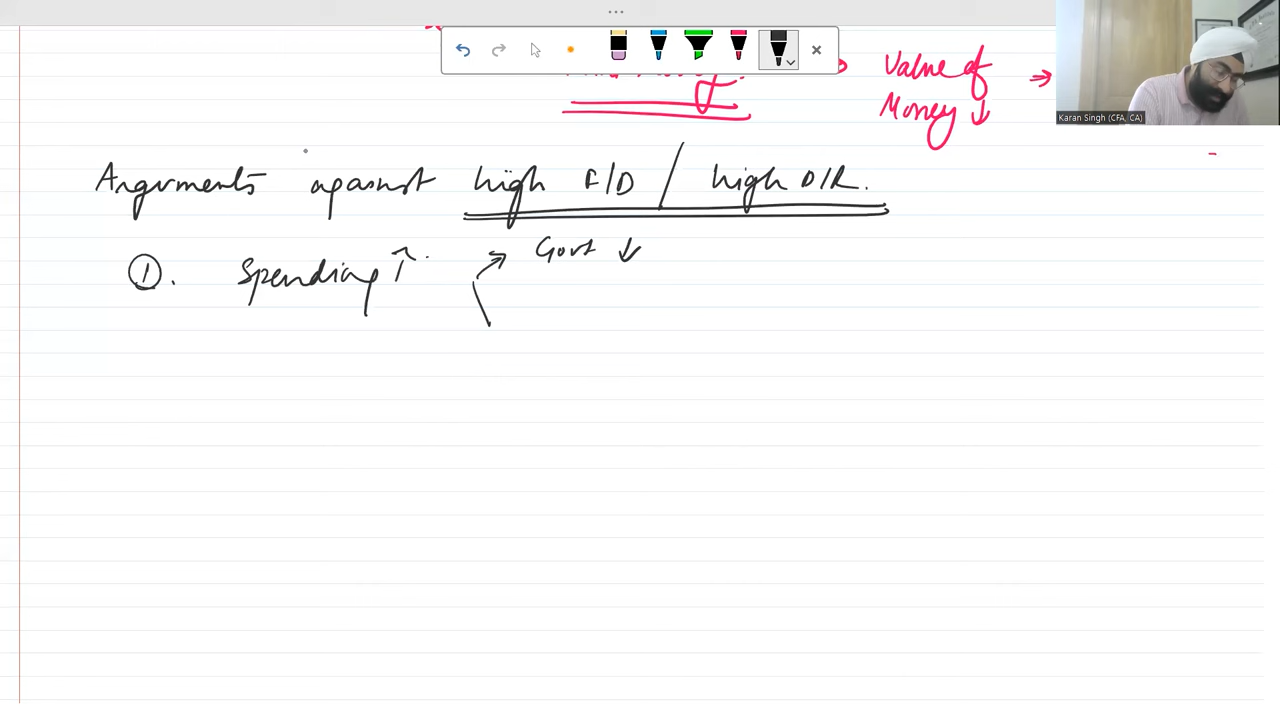 Value of →
Money ↓
Karan Singh (CFA, CA)
Arguments against high F/D / high D/R.
①. Spending ↑ Govt ↓